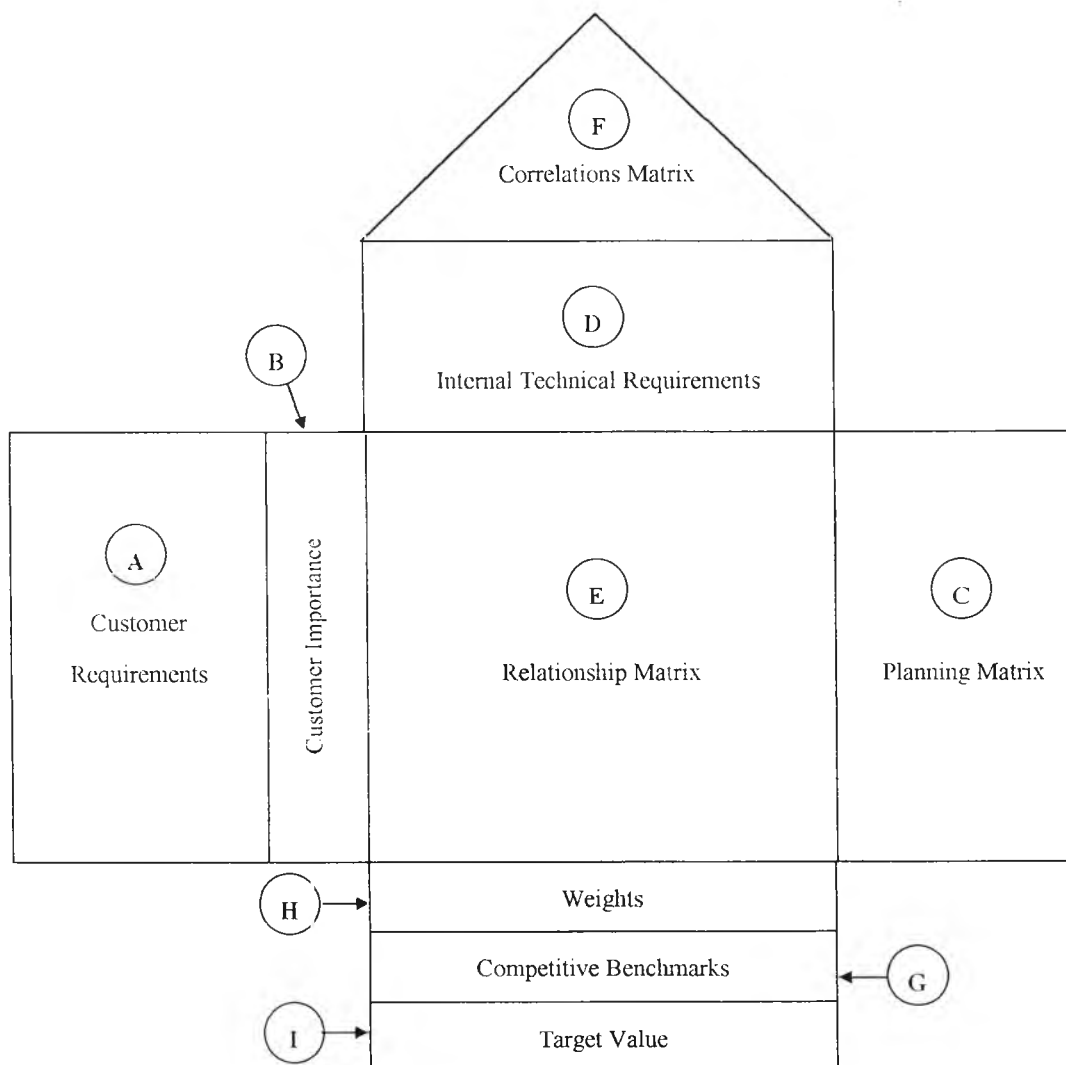 F
Correlations Matrix
D
Internal Technical Requirements
B
A
Customer
Requirements
Customer Importance
E
Relationship Matrix
C
Planning Matrix
H
Weights
Competitive Benchmarks
G
I
Target Value